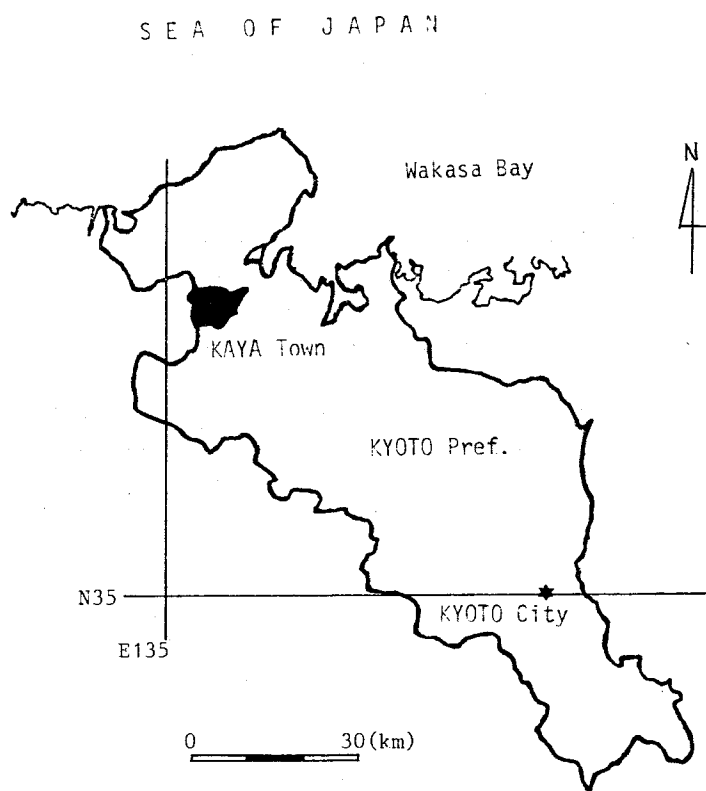 SEA OF JAPAN
Wakasa Bay
N
KAYA Town
KYOTO Pref.
N35
KYOTO City
E135
0 30(km)